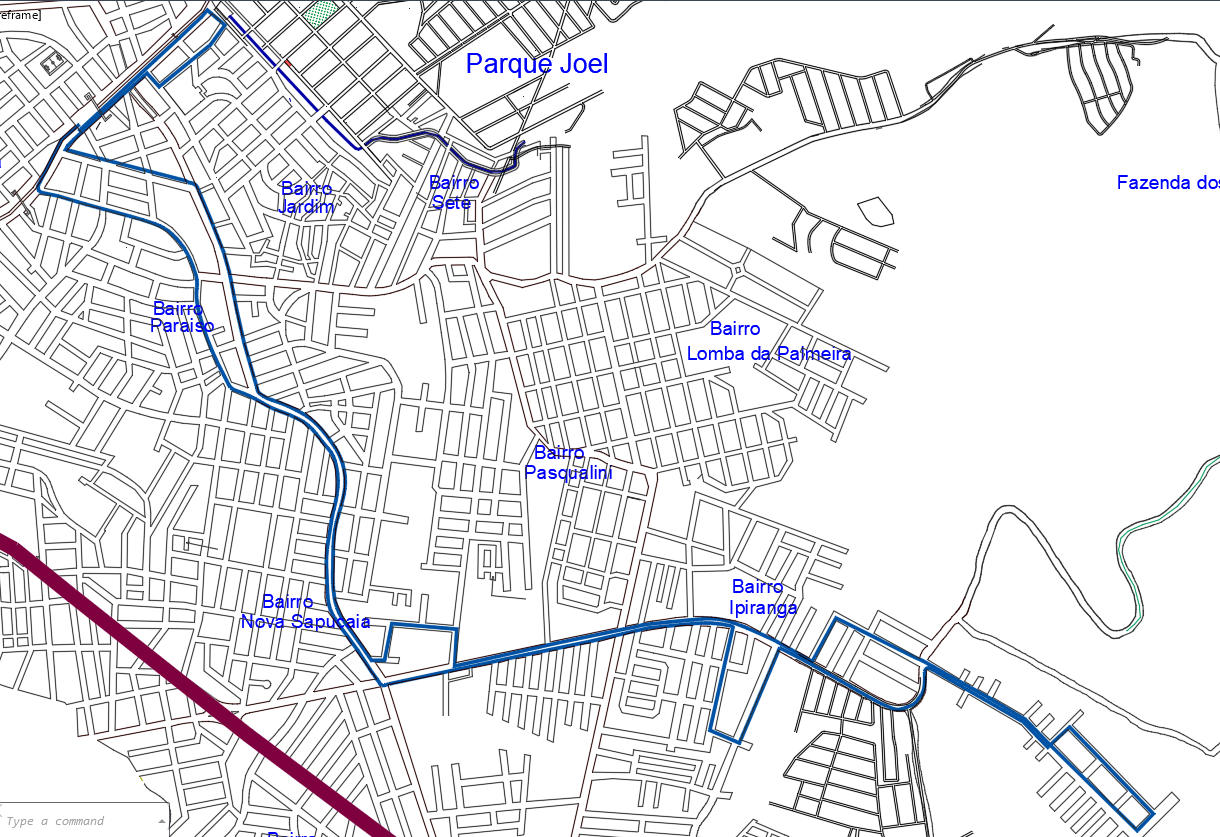 reframe]
Parque Joel
Bairro
Jardim
Bairro
Sete
Fazenda dos
Bairro
Paraiso
Bairro
Lomba da Palmeira
Bairro
Pasqualini
Bairro
Ipiranga
Bairro
Nova Sapucaia
Type a command
Bairro